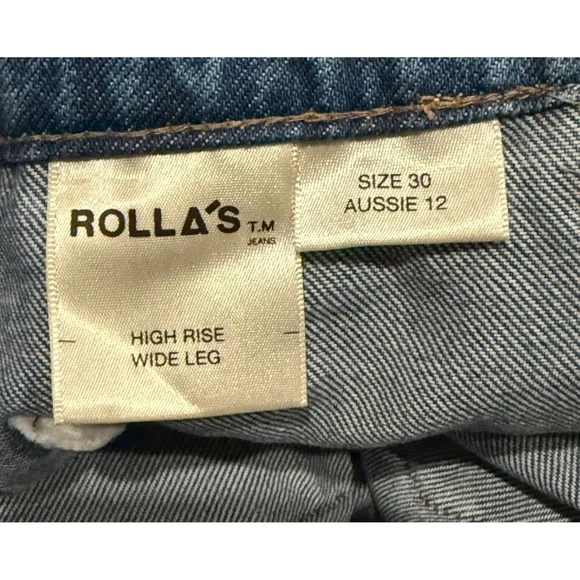 ROLLA'S T.M
JEANS
HIGH RISE
WIDE LEG
SIZE 30
AUSSIE 12